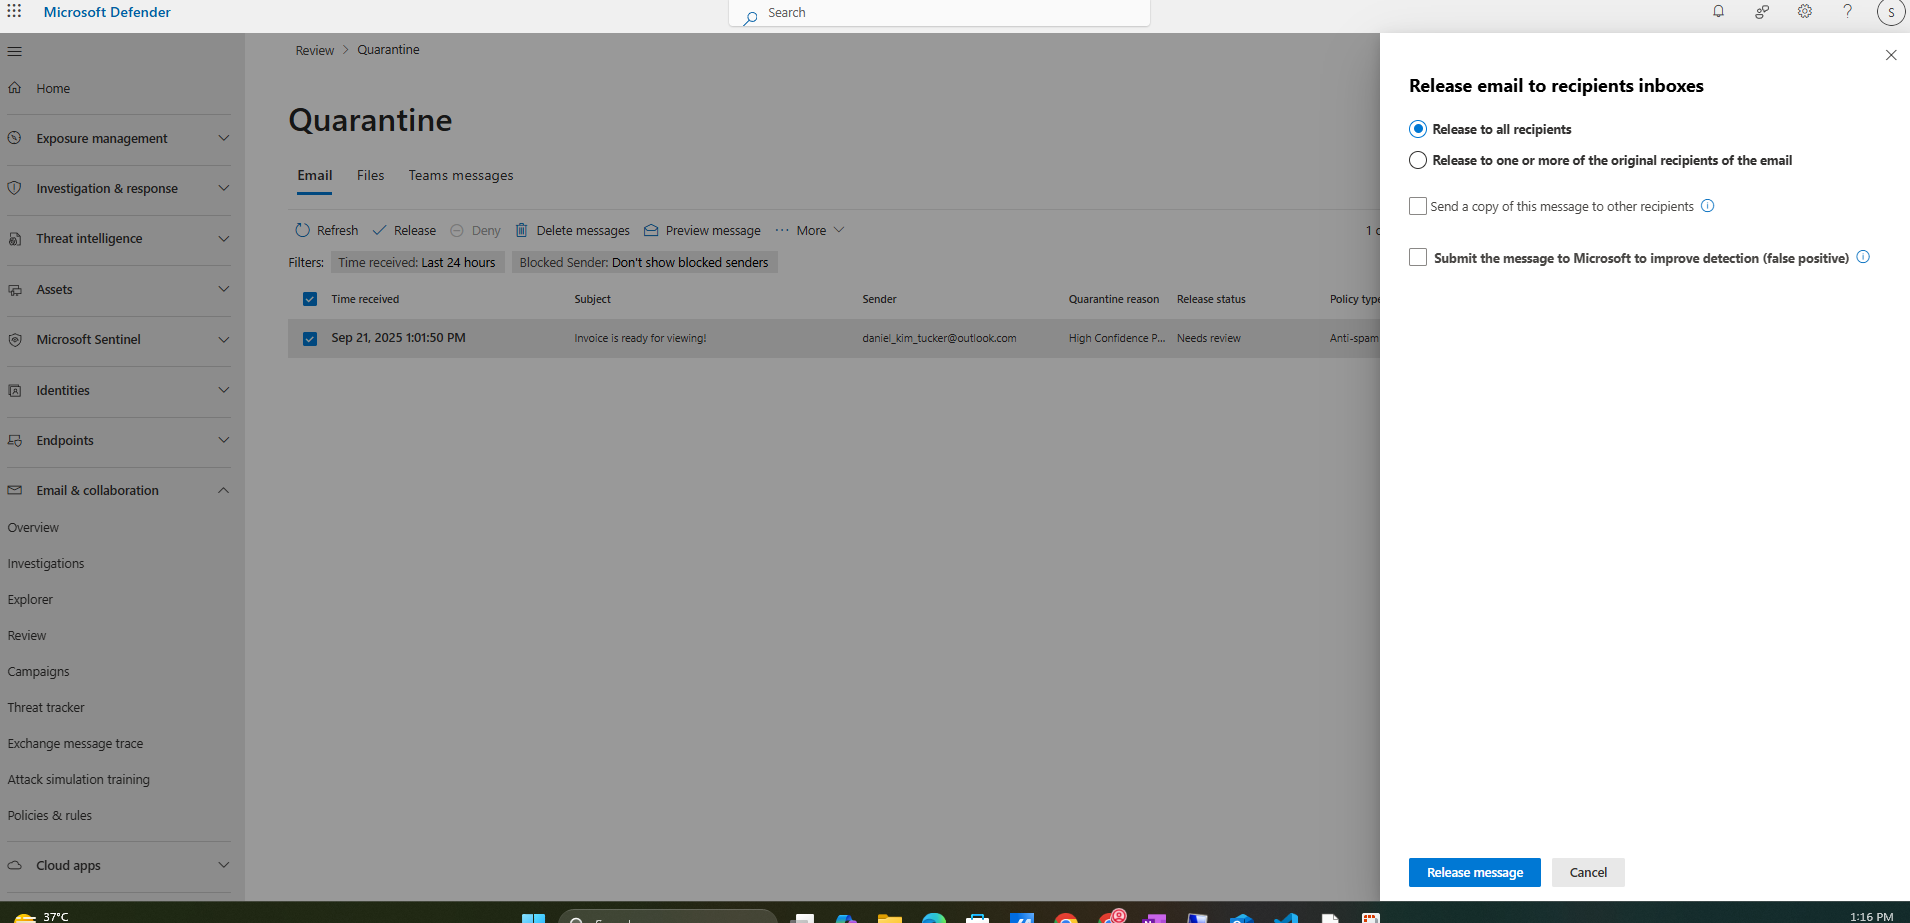 Microsoft Defender
Search
S
Home
Exposure management
Investigation & response
Threat intelligence
Assets
Microsoft Sentinel
Identities
Endpoints
Email & collaboration
Overview
Investigations
Explorer
Review
Campaigns
Threat tracker
Exchange message trace
Attack simulation training
Policies & rules
Cloud apps
Review > Quarantine
Quarantine
Email Files Teams messages
Refresh Release Deny Delete messages Preview message ··· More
1
Filters: Time received: Last 24 hours Blocked Sender: Don't show blocked senders
Time received Subject Sender Quarantine reason Release status Policy type
Sep 21, 2025 1:01:50 PM Invoice is ready for viewing! daniel_kim_tucker@outlook.com High Confidence P... Needs review Anti-spam
Release email to recipients inboxes
Release to all recipients
Release to one or more of the original recipients of the email
Send a copy of this message to other recipients
Submit the message to Microsoft to improve detection (false positive)
Release message Cancel
37°C
1:16 PM